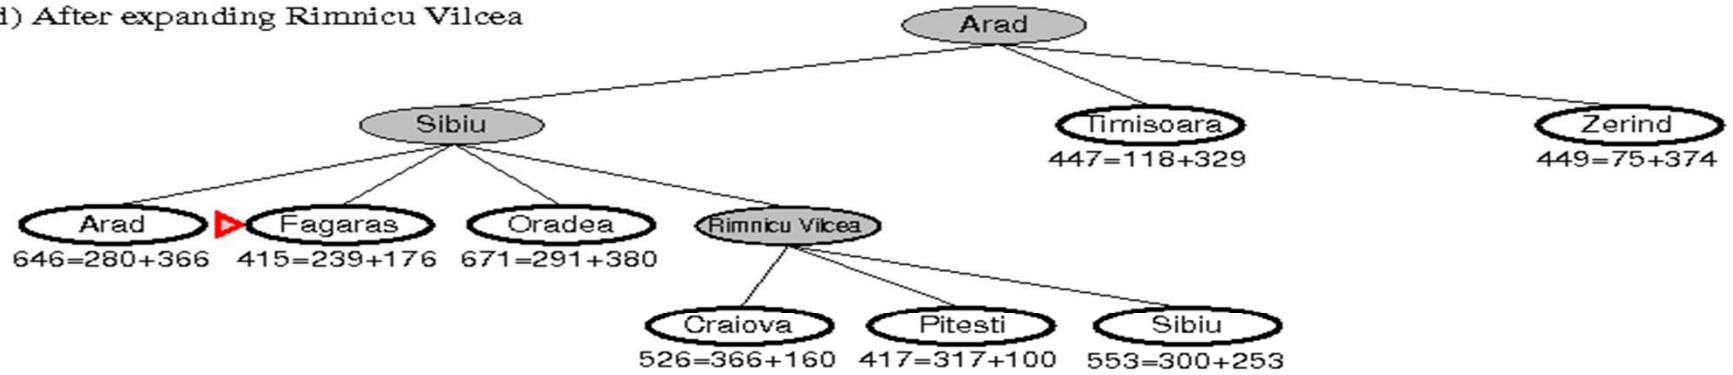 d) After expanding Rimnicu Vilcea
Arad
Sibiu
Timisoara
Zerind
447=118+329
449=75+374
Arad
Fagaras
Oradea
Rimnicu Vilcea
646=280+366
415=239+176
671=291+380
Craiova
Pitesti
Sibiu
526=366+160
417=317+100
553=300+253